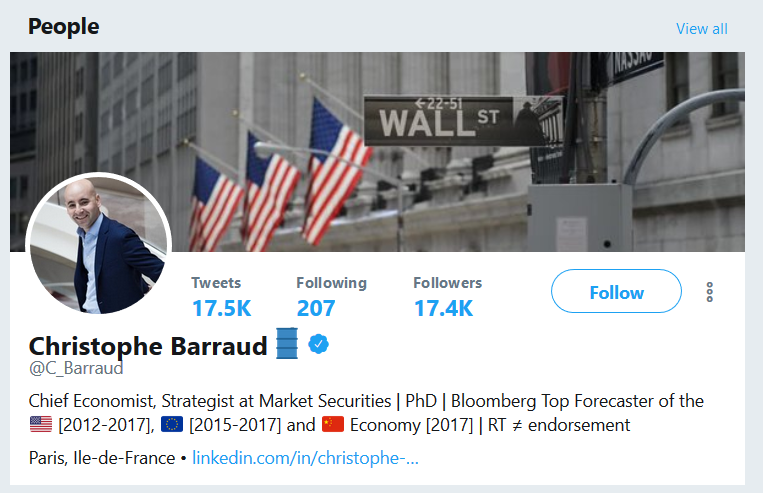 People
View all
←22-51
WALL ST
NASSAU
Tweets
Following
Followers
17.5K
207
17.4K
Follow
Christophe Barraud
@C_Barraud
Chief Economist, Strategist at Market Securities | PhD | Bloomberg Top Forecaster of the
🇺🇸 [2012-2017], 🇪🇺 [2015-2017] and 🇨🇳 Economy [2017] | RT ≠ endorsement
Paris, Ile-de-France • linkedin.com/in/christophe-…